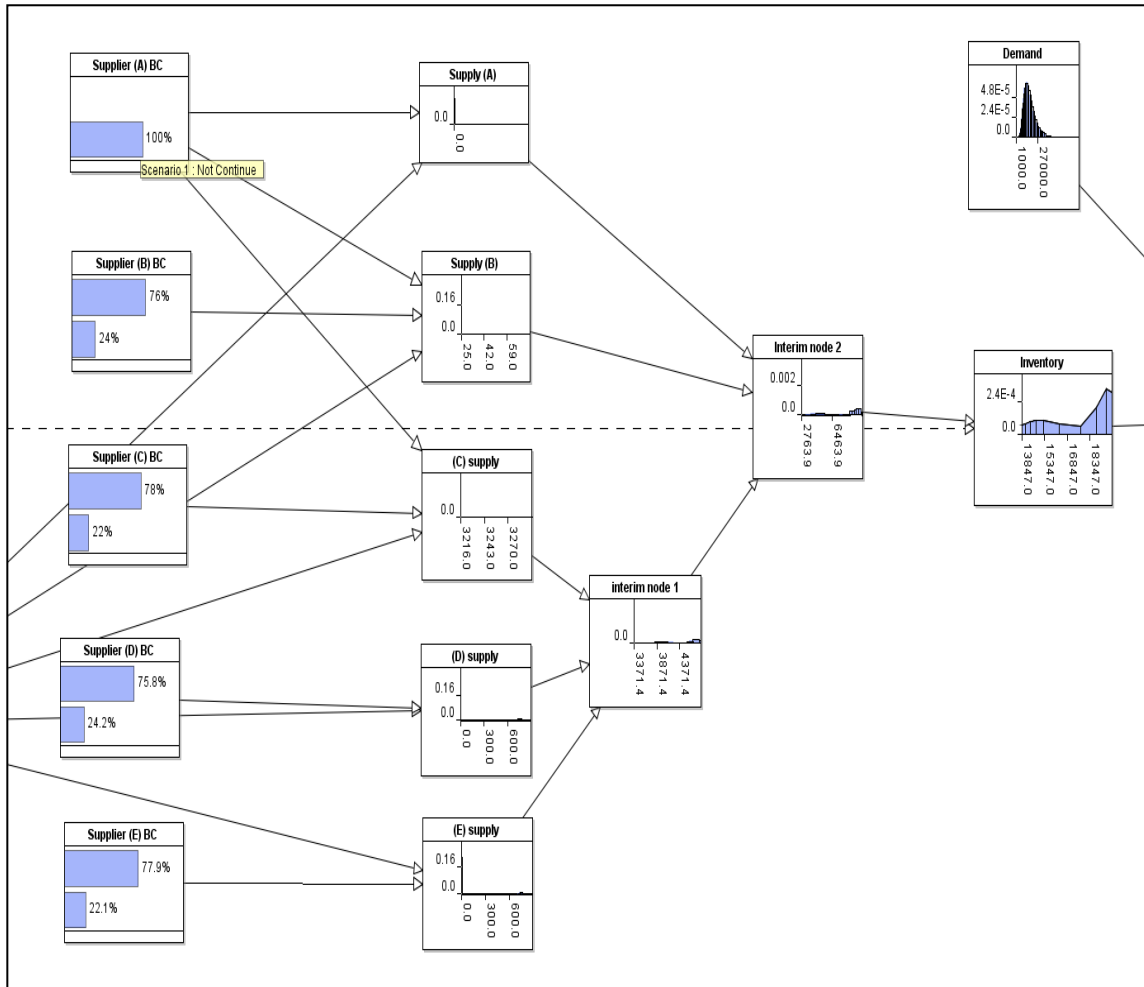 Supplier (A) BC
100%
Scenario 1 : Not Continue
Supply (A)
0.0
0.0
Demand
4.8E-5
2.4E-5
0.0
1000.0
27000.0
Supplier (B) BC
76%
24%
Supply (B)
0.16
0.0
25.0
42.0
59.0
Interim node 2
0.002
0.0
2763.9
6463.9
Inventory
2.4E-4
0.0
13847.0
15347.0
16847.0
18347.0
Supplier (C) BC
78%
22%
(C) supply
0.0
3216.0
3243.0
3270.0
interim node 1
0.0
3371.4
3871.4
4371.4
Supplier (D) BC
75.8%
24.2%
(D) supply
0.16
0.0
0.0
300.0
600.0
Supplier (E) BC
77.9%
22.1%
(E) supply
0.16
0.0
0.0
300.0
600.0